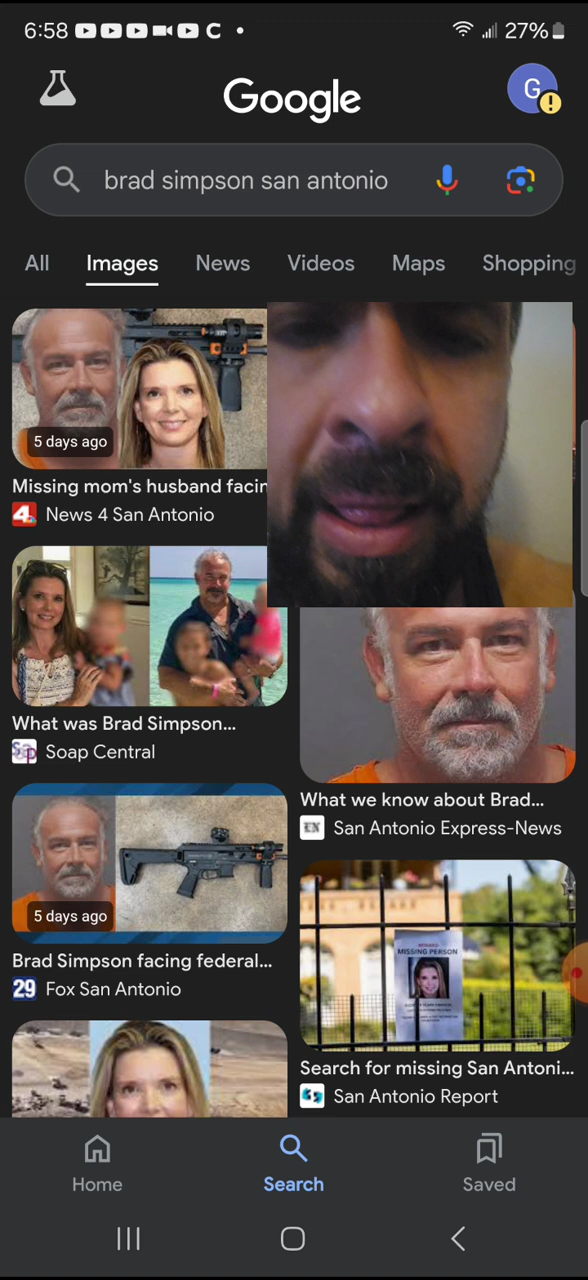 6:58
27%
Google
G
brad simpson san antonio
All Images News Videos Maps Shopping
5 days ago
Missing mom's husband facin
4 News 4 San Antonio
What was Brad Simpson...
Soap Central
What we know about Brad...
EN San Antonio Express-News
5 days ago
Brad Simpson facing federal...
29 Fox San Antonio
MISSING PERSON
Search for missing San Antoni...
San Antonio Report
Home
Search
Saved